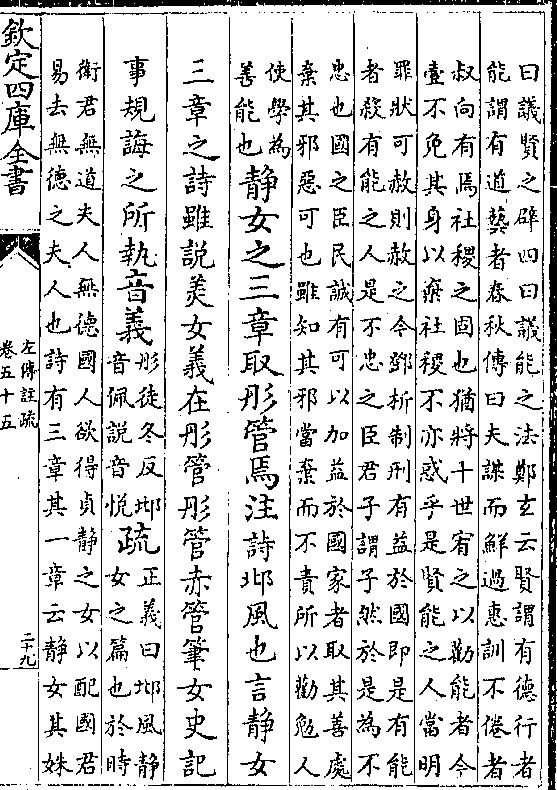 曰議賢之辟四曰議能之法鄭𤣥云賢謂有德行者
能謂有道藝者春秋傳曰夫謀而鮮過惠訓不倦者
叔向有焉社稷之固也猶將十世宥之以勸能者今
壹不免其身以棄社稷不亦惑乎是賢能之人當明
罪狀可赦則赦之今鄧析制刑有益於國即是有能
者殺有能之人是不忠之臣君子謂子然於是為不
忠也國之臣民誠有可以加益於國家者取其善處
棄其邪惡可也雖知其邪當棄而不責所以勸勉人
使學為
善能也静女之三章取彤管焉注詩邶風也言静女
三章之詩雖説美女義在彤管彤管赤管筆女史記
事規誨之所執音義彤徒冬反邶
音佩説音悦疏正義曰邶風静
女之篇也於時
衛君無道夫人無德國人欲得貞静之女以配國君
易去無德之夫人也詩有三章其一章云静女其姝
欽定四庫全書
左傳註疏
卷五十五
二十九